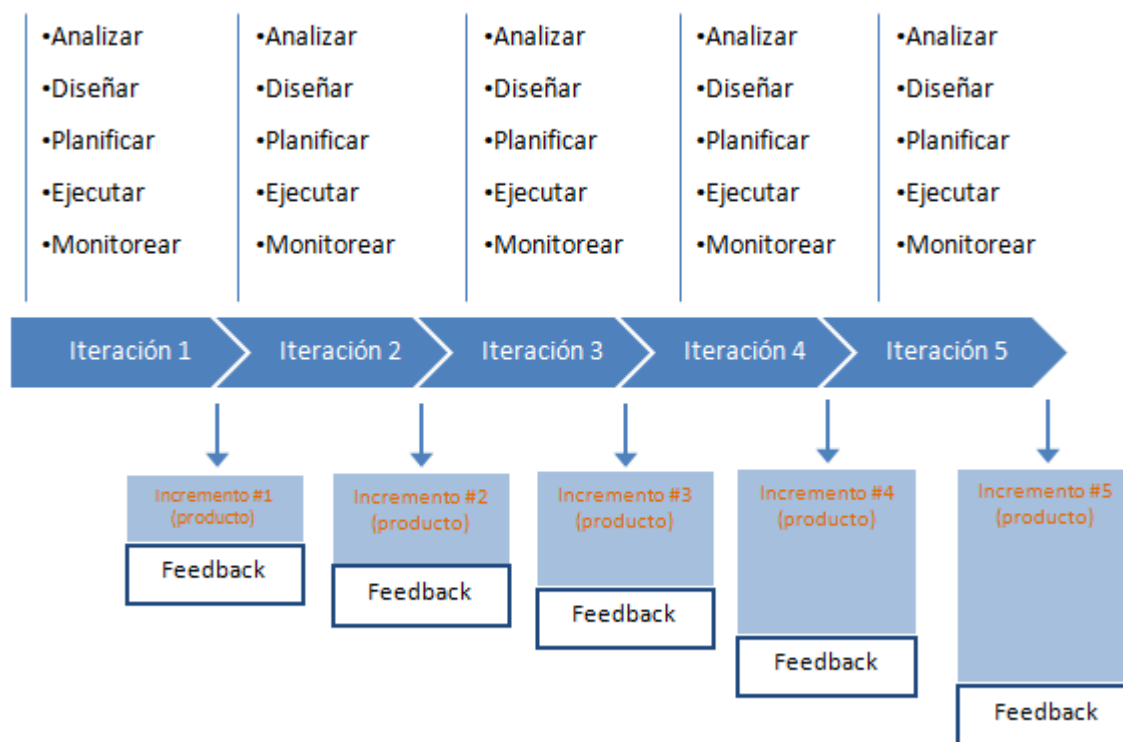 •Analizar
•Diseñar
•Planificar
•Ejecutar
•Monitorear
•Analizar
•Diseñar
•Planificar
•Ejecutar
•Monitorear
•Analizar
•Diseñar
•Planificar
•Ejecutar
•Monitorear
•Analizar
•Diseñar
•Planificar
•Ejecutar
•Monitorear
•Analizar
•Diseñar
•Planificar
•Ejecutar
•Monitorear
Iteración 1
Iteración 2
Iteración 3
Iteración 4
Iteración 5
Incremento #1
(producto)
Feedback
Incremento #2
(producto)
Feedback
Incremento #3
(producto)
Feedback
Incremento #4
(producto)
Feedback
Incremento #5
(producto)
Feedback